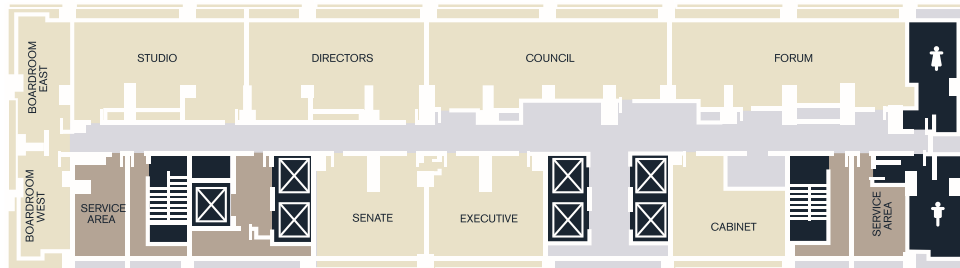 BOARDROOM
EAST
STUDIO
DIRECTORS
COUNCIL
FORUM
BOARDROOM
WEST
SERVICE
AREA
SENATE
EXECUTIVE
CABINET
SERVICE
AREA